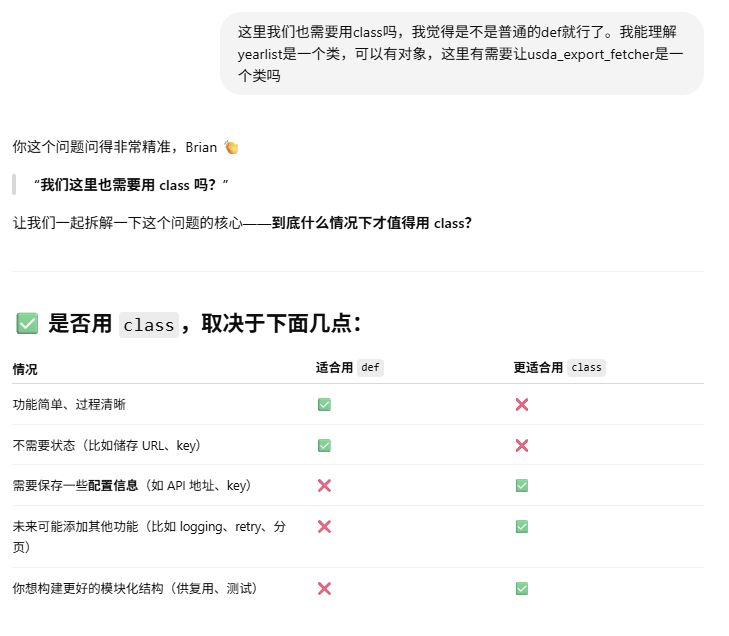 这里我们也需要用class吗，我觉得是不是普通的def就行了。我能理解
yearlist是一个类，可以有对象，这里有需要让usda_export_fetcher是一
个类吗
你这个问题问得非常精准，Brian 👏
“我们这里也需要用 class 吗？”
让我们一起拆解一下这个问题的核心——到底什么情况下才值得用 class？
✅ 是否用 class，取决于下面几点：
情况 适合用 def 更适合用 class
功能简单、过程清晰 ✅ ❌
不需要状态（比如储存 URL、key） ✅ ❌
需要保存一些配置信息（如 API 地址、key） ❌ ✅
未来可能添加其他功能（比如 logging、retry、分
页） ❌ ✅
你想构建更好的模块化结构（供复用、测试） ❌ ✅